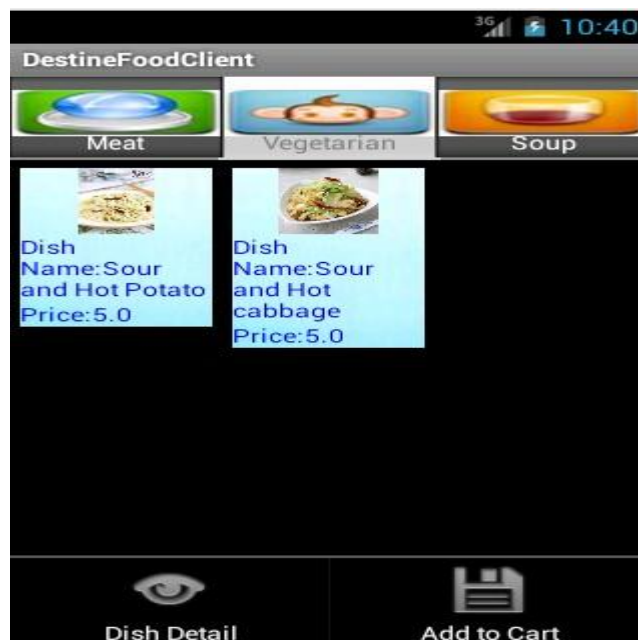 3G 10:40
DestineFoodClient
Meat Vegetarian Soup
Dish
Name:Sour
and Hot Potato
Price:5.0
Dish
Name:Sour
and Hot
cabbage
Price:5.0
Dish Detail Add to Cart